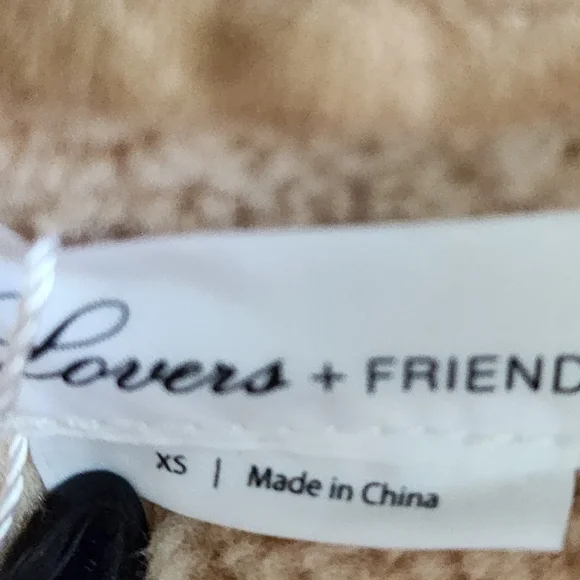 Lovers + FRIEND
XS | Made in China